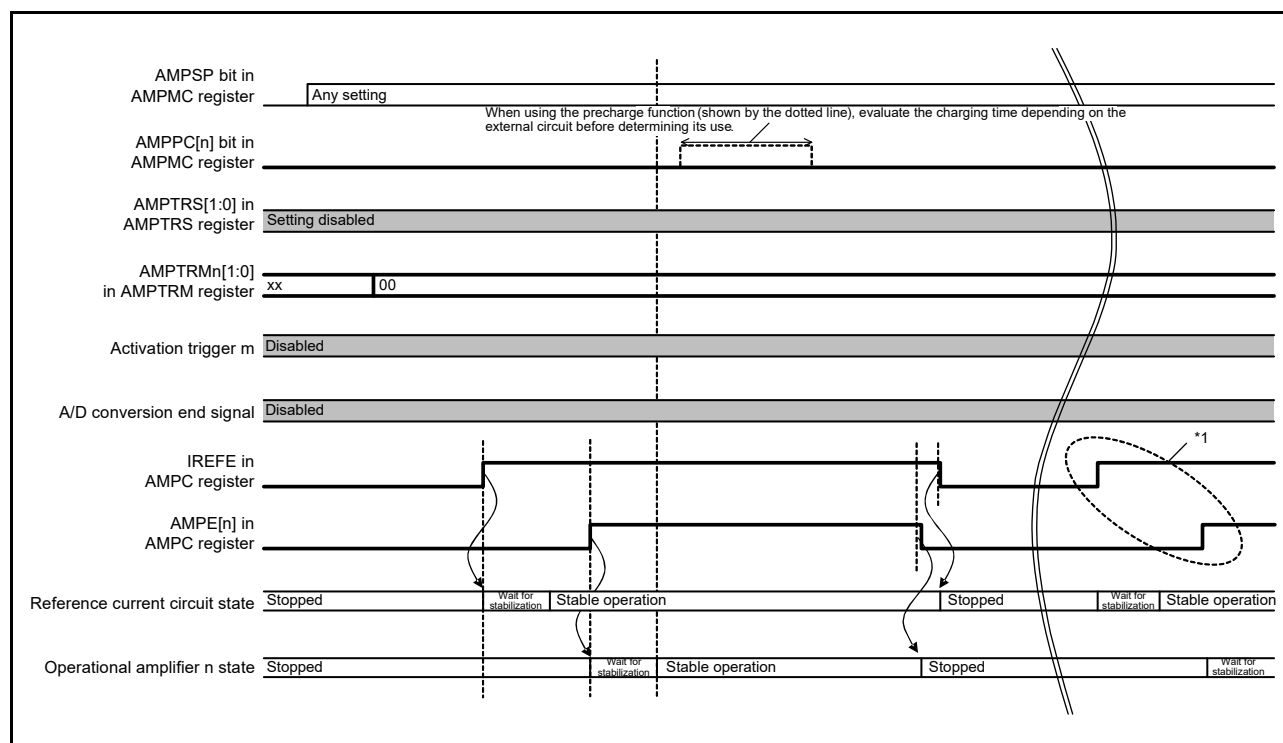 AMPSP bit in
AMPMC register
Any setting
When using the precharge function (shown by the dotted line), evaluate the charging time depending on the
external circuit before determining its use.
AMPPC[n] bit in
AMPMC register
AMPTRS[1:0] in
AMPTRS register
Setting disabled
AMPTRMn[1:0]
in AMPTRM register
xx
00
Activation trigger m
Disabled
A/D conversion end signal
Disabled
*1
IREFE in
AMPC register
AMPE[n] in
AMPC register
Reference current circuit state
Stopped
Wait for
stabilization
Stable operation
Stopped
Wait for
stabilization
Stable operation
Operational amplifier n state
Stopped
Wait for
stabilization
Stable operation
Stopped
Wait for
stabilization